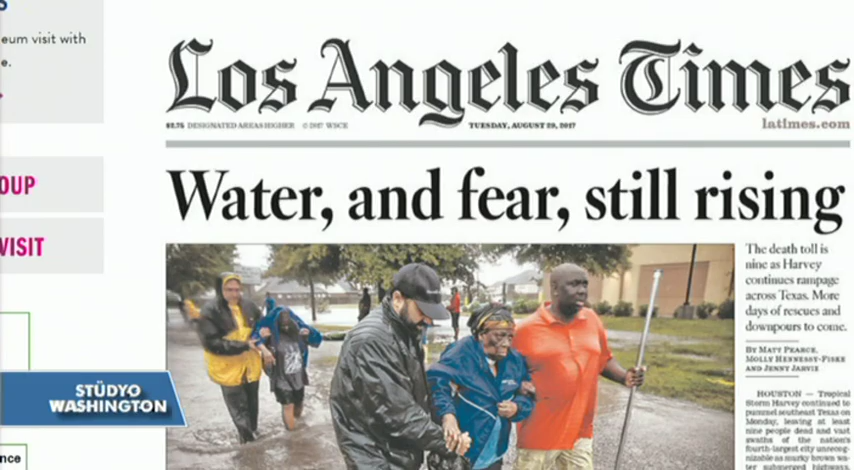 eum visit with
e.
OUP
VISIT
STÜDYO
WASHINGTON
nce
Los Angeles Times
$2.75 DESIGNATED AREAS HIGHER © 2017 WSCE
TUESDAY, AUGUST 29, 2017
latimes.com
Water, and fear, still rising
The death toll is
nine as Harvey
continues rampage
across Texas. More
days of rescues and
downpours to come.
BY MATT PEARCE,
MOLLY HENNESSY-FISKE
AND JENNY JARVIE
HOUSTON — Tropical
Storm Harvey continued to
pummel southeast Texas on
Monday, leaving at least
nine people dead and vast
swaths of the nation's
fourth-largest city unrecog-
nizable as murky brown wa-
ter submerged highways,